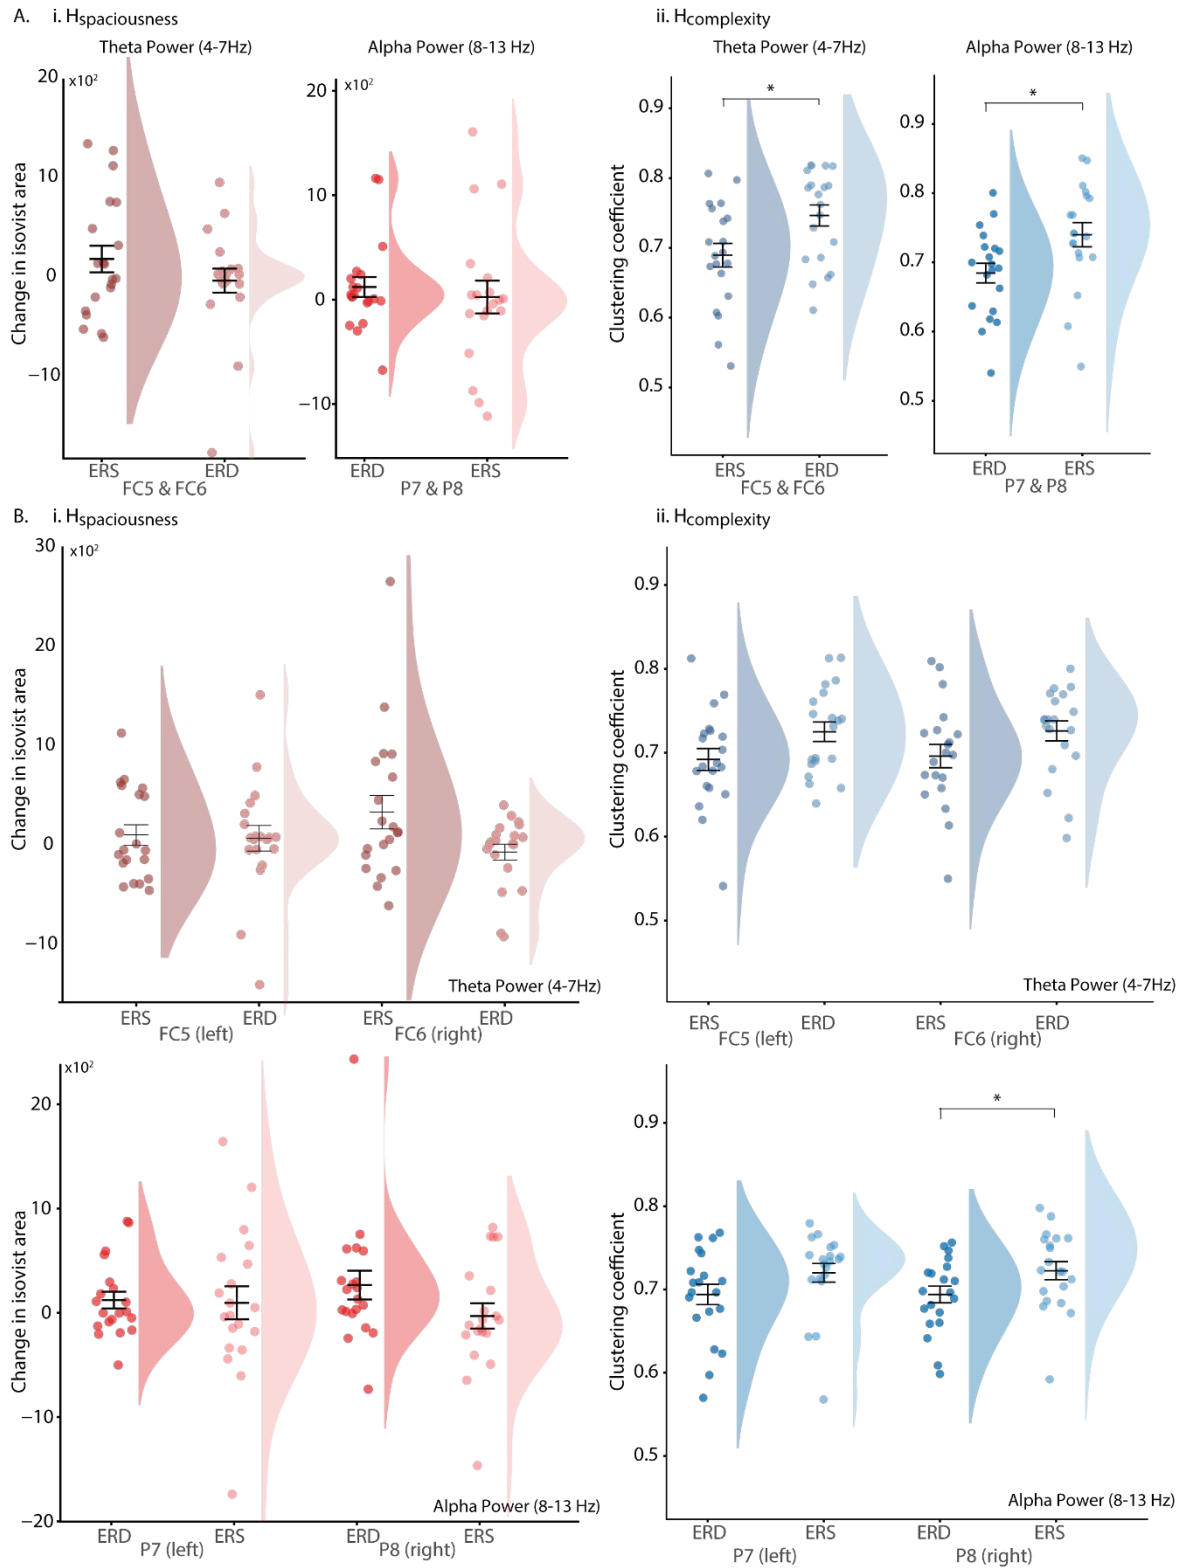 A. i. Hspaciousness
Theta Power (4-7Hz)
Alpha Power (8-13 Hz)
Change in isovist area
20
10
0
−10
x10²
20
10
0
−10
ERS
ERD
FC5 & FC6
ERD
ERS
P7 & P8
ii. Hcomplexity
Theta Power (4-7Hz)
Alpha Power (8-13 Hz)
Clustering coefficient
0.9
0.8
0.7
0.6
0.5
*
0.9
0.8
0.7
0.6
0.5
*
ERS
ERD
FC5 & FC6
ERD
ERS
P7 & P8
x10²
B. i. Hspaciousness
Change in isovist area
30
x10²
20
10
0
−10
Theta Power (4-7Hz)
ERS
ERD
ERS
ERD
FC5 (left)
FC6 (right)
ii. Hcomplexity
Clustering coefficient
0.9
0.8
0.7
0.6
0.5
Theta Power (4-7Hz)
ERS
ERD
ERS
ERD
FC5 (left)
FC6 (right)
Change in isovist area
x10²
20
10
0
−10
−20
Alpha Power (8-13 Hz)
ERD
ERS
ERD
ERS
P7 (left)
P8 (right)
Clustering coefficient
0.9
0.8
0.7
0.6
0.5
*
Alpha Power (8-13 Hz)
ERD
ERS
ERD
ERS
P7 (left)
P8 (right)